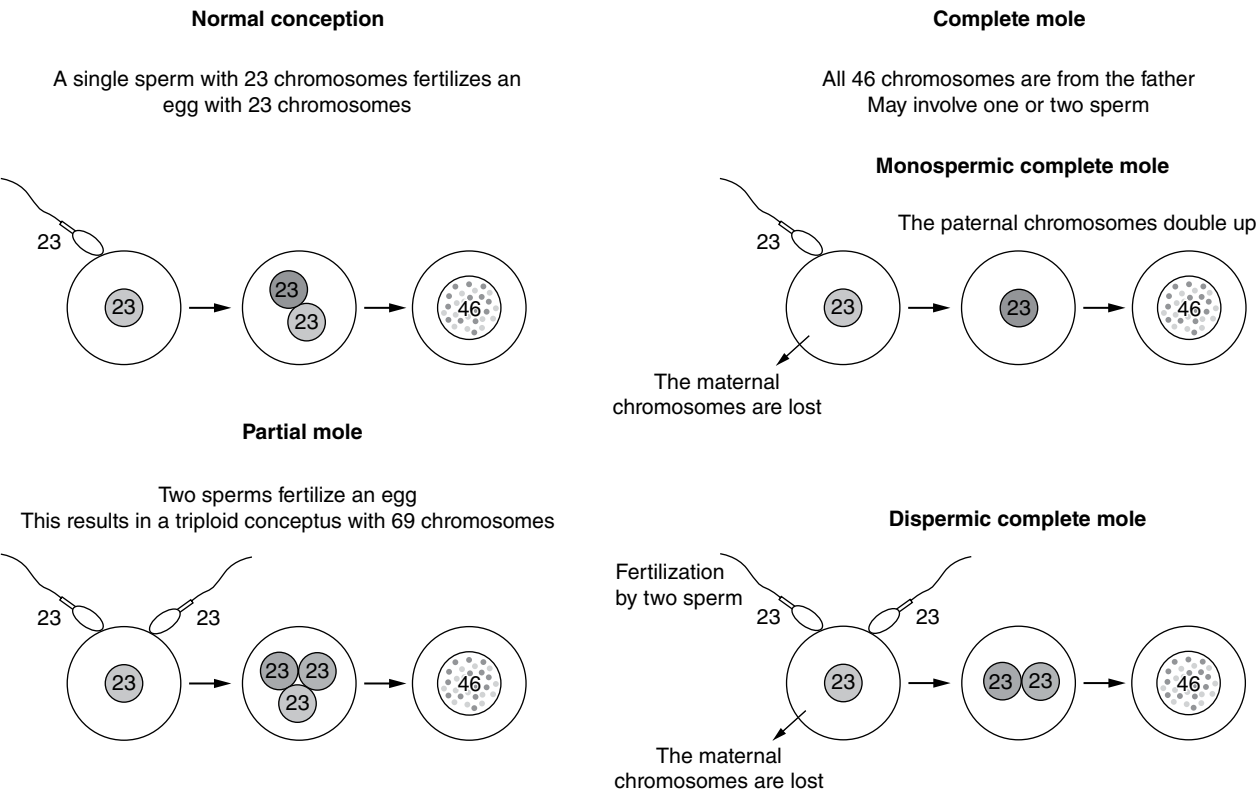 Normal conception
A single sperm with 23 chromosomes fertilizes an
egg with 23 chromosomes
23
23
23
23
46
Partial mole
Two sperms fertilize an egg
This results in a triploid conceptus with 69 chromosomes
23
23
23
23
23
23
46
Complete mole
All 46 chromosomes are from the father
May involve one or two sperm
Monospermic complete mole
The paternal chromosomes double up
23
23
23
46
The maternal
chromosomes are lost
Dispermic complete mole
Fertilization
by two sperm
23
23
23
23
23
46
The maternal
chromosomes are lost